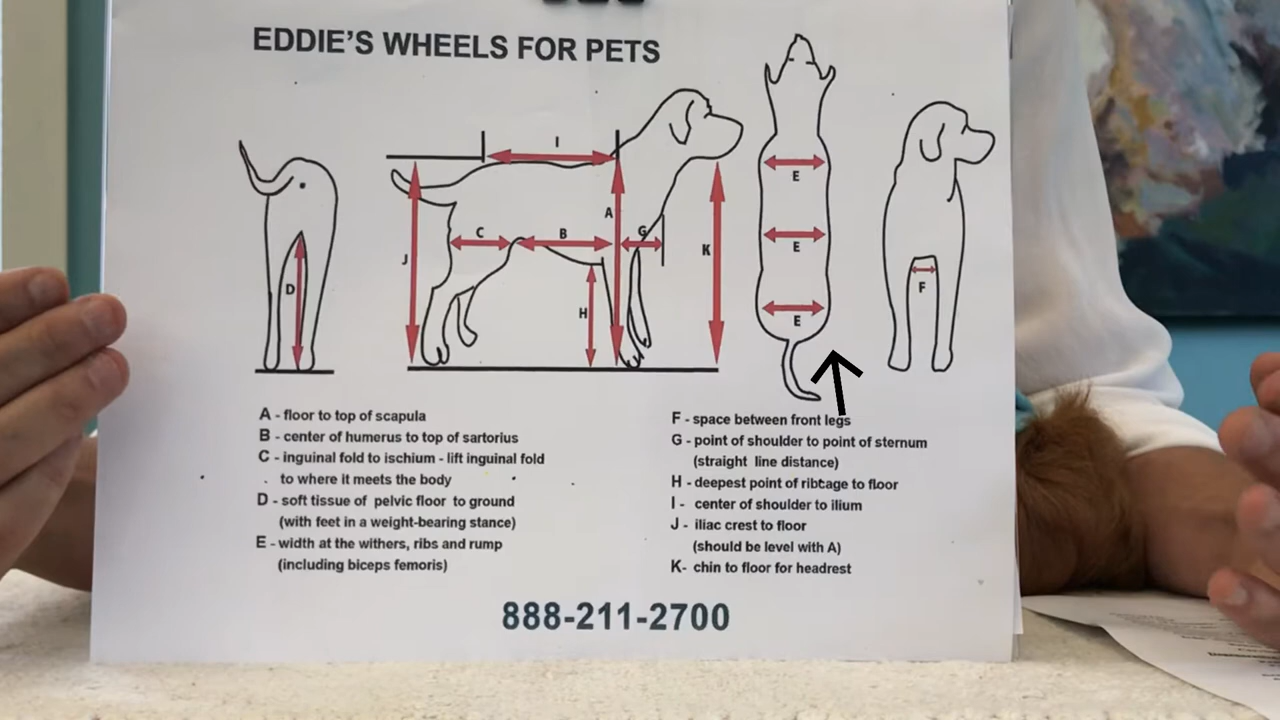 EDDIE'S WHEELS FOR PETS
I
E
A
C
B
G
E
J
K
D
H
F
E
A - floor to top of scapula
B - center of humerus to top of sartorius
C - inguinal fold to ischium - lift inguinal fold
to where it meets the body
D - soft tissue of pelvic floor to ground
(with feet in a weight-bearing stance)
E - width at the withers, ribs and rump
(including biceps femoris)
F - space between front legs
G - point of shoulder to point of sternum
(straight line distance)
H - deepest point of ribcage to floor
I - center of shoulder to ilium
J - iliac crest to floor
(should be level with A)
K- chin to floor for headrest
888-211-2700